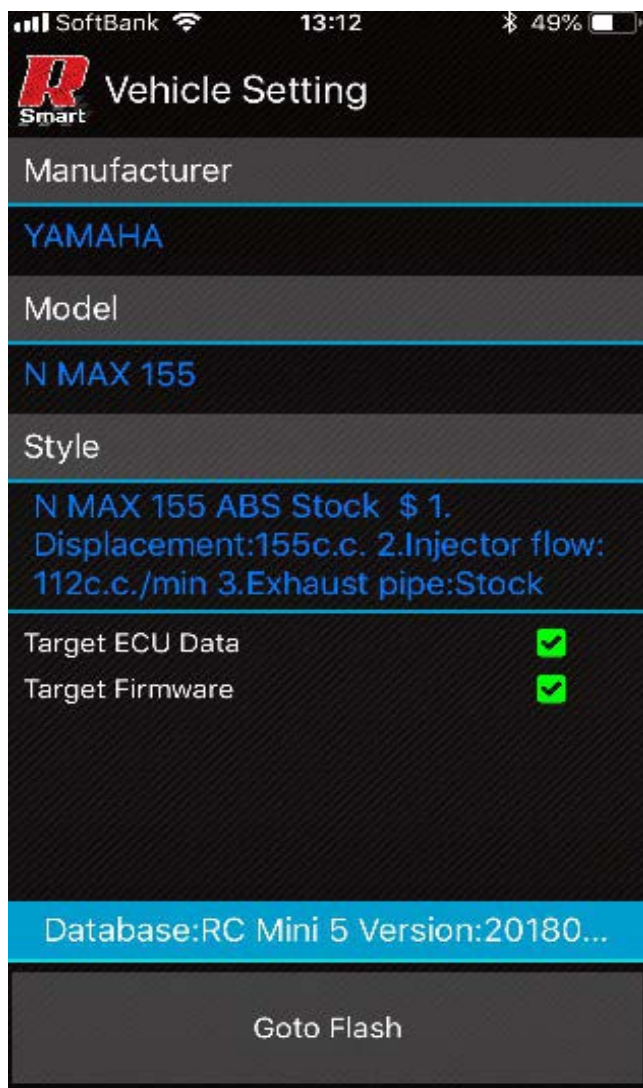 SoftBank 13:12 49%
R Smart Vehicle Setting
Manufacturer
YAMAHA
Model
N MAX 155
Style
N MAX 155 ABS Stock $ 1.
Displacement:155c.c. 2.Injector flow:
112c.c./min 3.Exhaust pipe:Stock
Target ECU Data
Target Firmware
Database:RC Mini 5 Version:20180...
Goto Flash